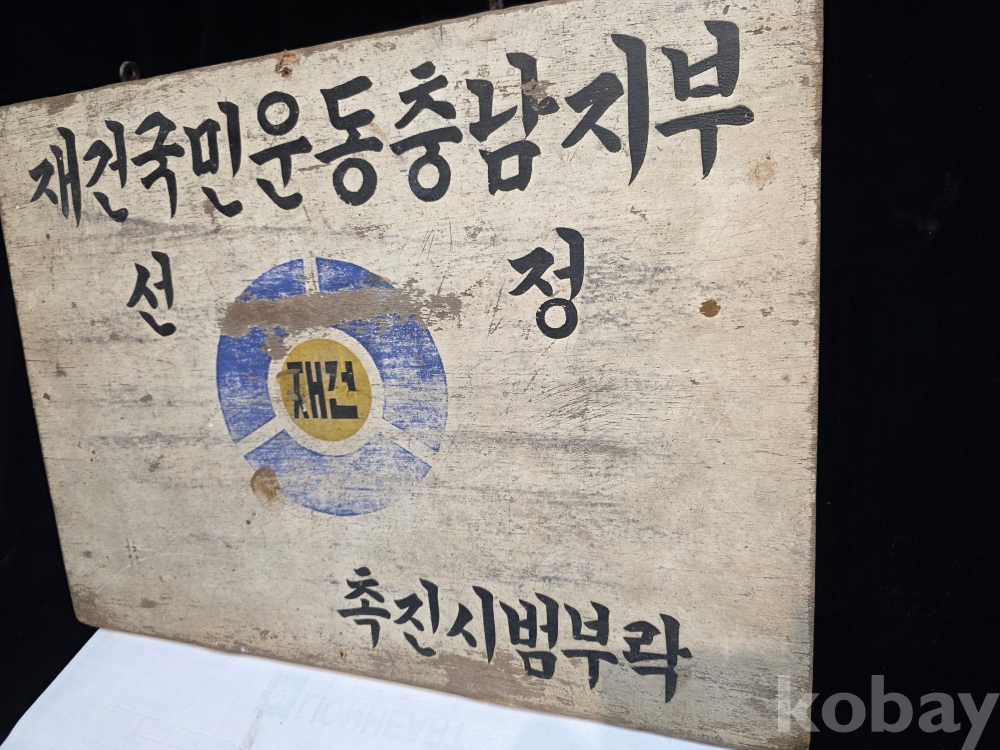 재건국민운동충남지부
선 정
재건
촉진시범부락
kobay